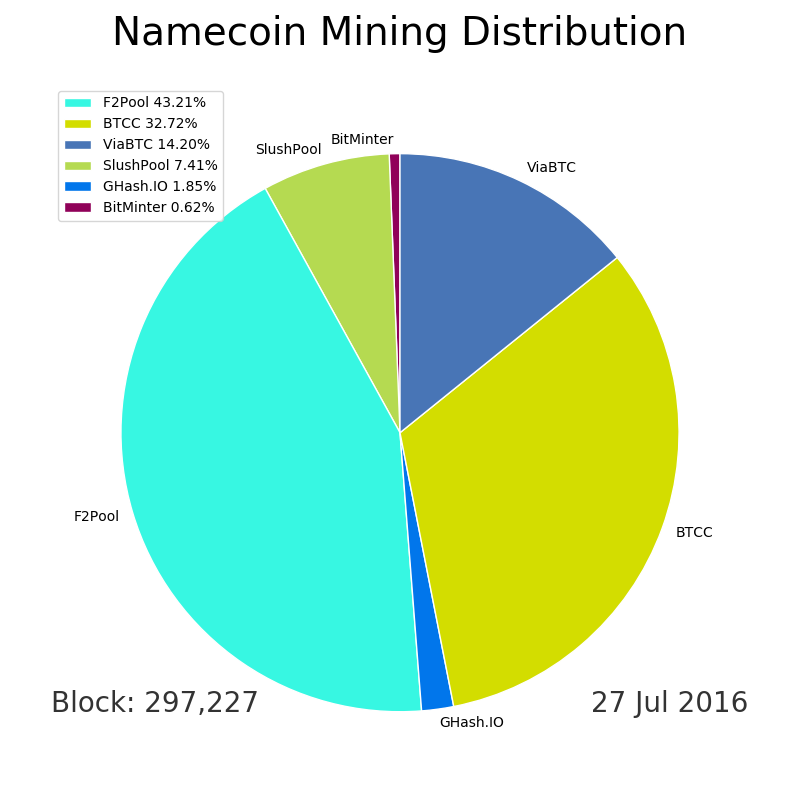 Namecoin Mining Distribution
F2Pool 43.21%
BTCC 32.72%
ViaBTC 14.20%
SlushPool 7.41%
GHash.IO 1.85%
BitMinter 0.62%
BitMinter
SlushPool
ViaBTC
F2Pool
BTCC
Block: 297,227
27 Jul 2016
GHash.IO